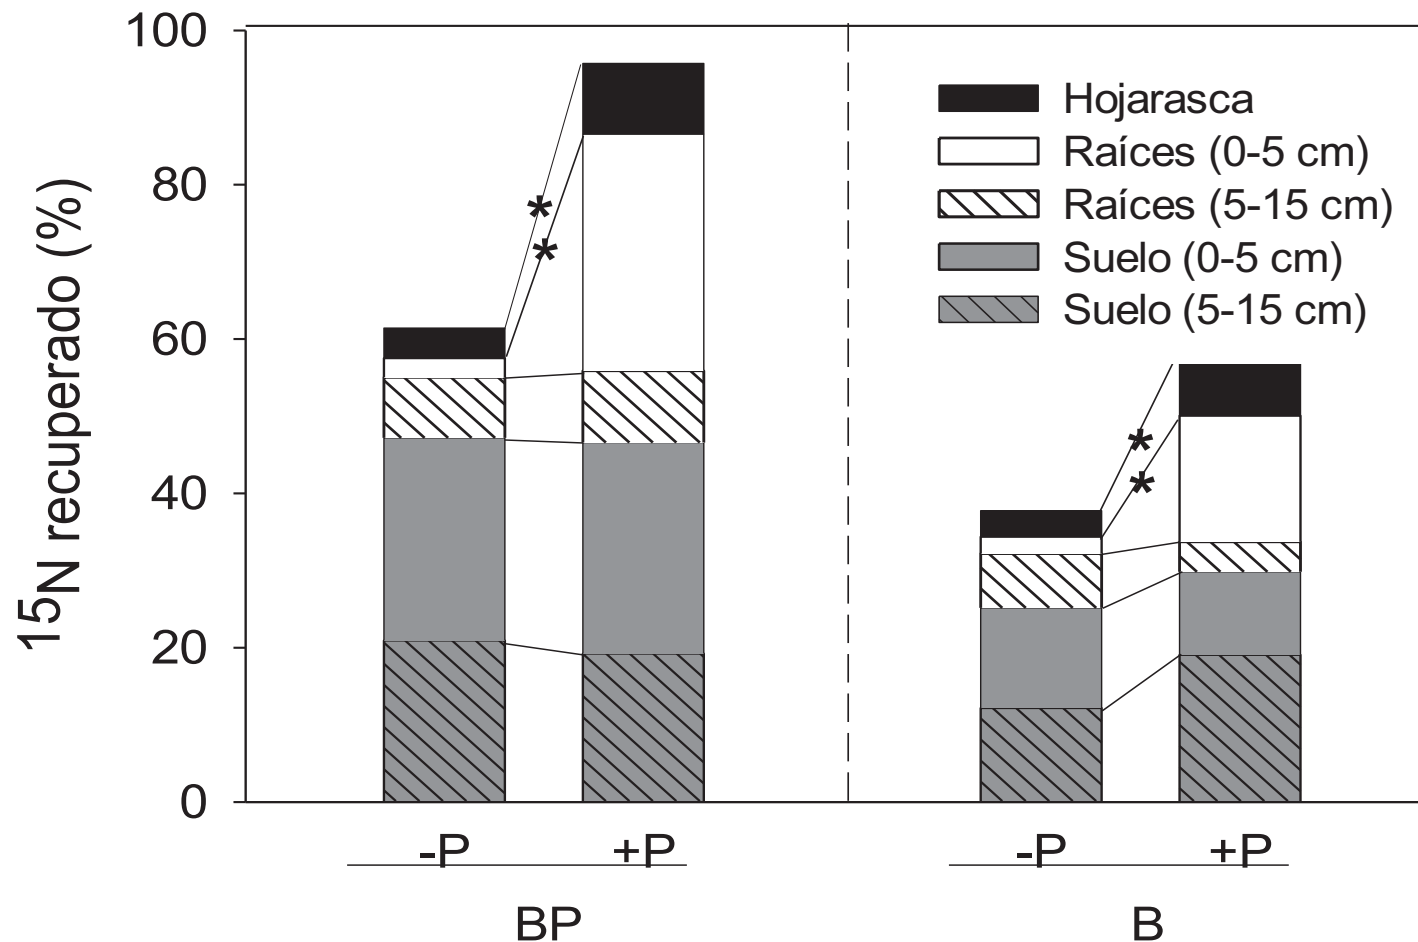 100
80
60
40
20
0
15N recuperado (%)
Hojarasca
Raíces (0-5 cm)
Raíces (5-15 cm)
Suelo (0-5 cm)
Suelo (5-15 cm)
*
*
*
*
-P +P -P +P
BP B